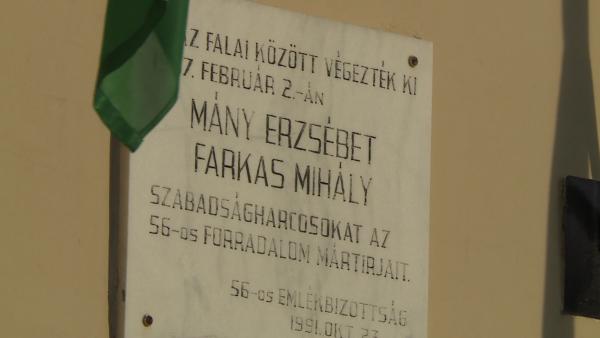 AZ FALAI KÖZÖTT VÉGEZTÉK KI
7. FEBRUÁR 2.-ÁN
MÁNY ERZSÉBET
FARKAS MIHÁLY
SZABADSÁGHARCOSOKAT AZ
56-os FORRADALOM MÁRTIRJAIT.
56-os EMLÉKBIZOTTSÁG
1991. OKT. 23.